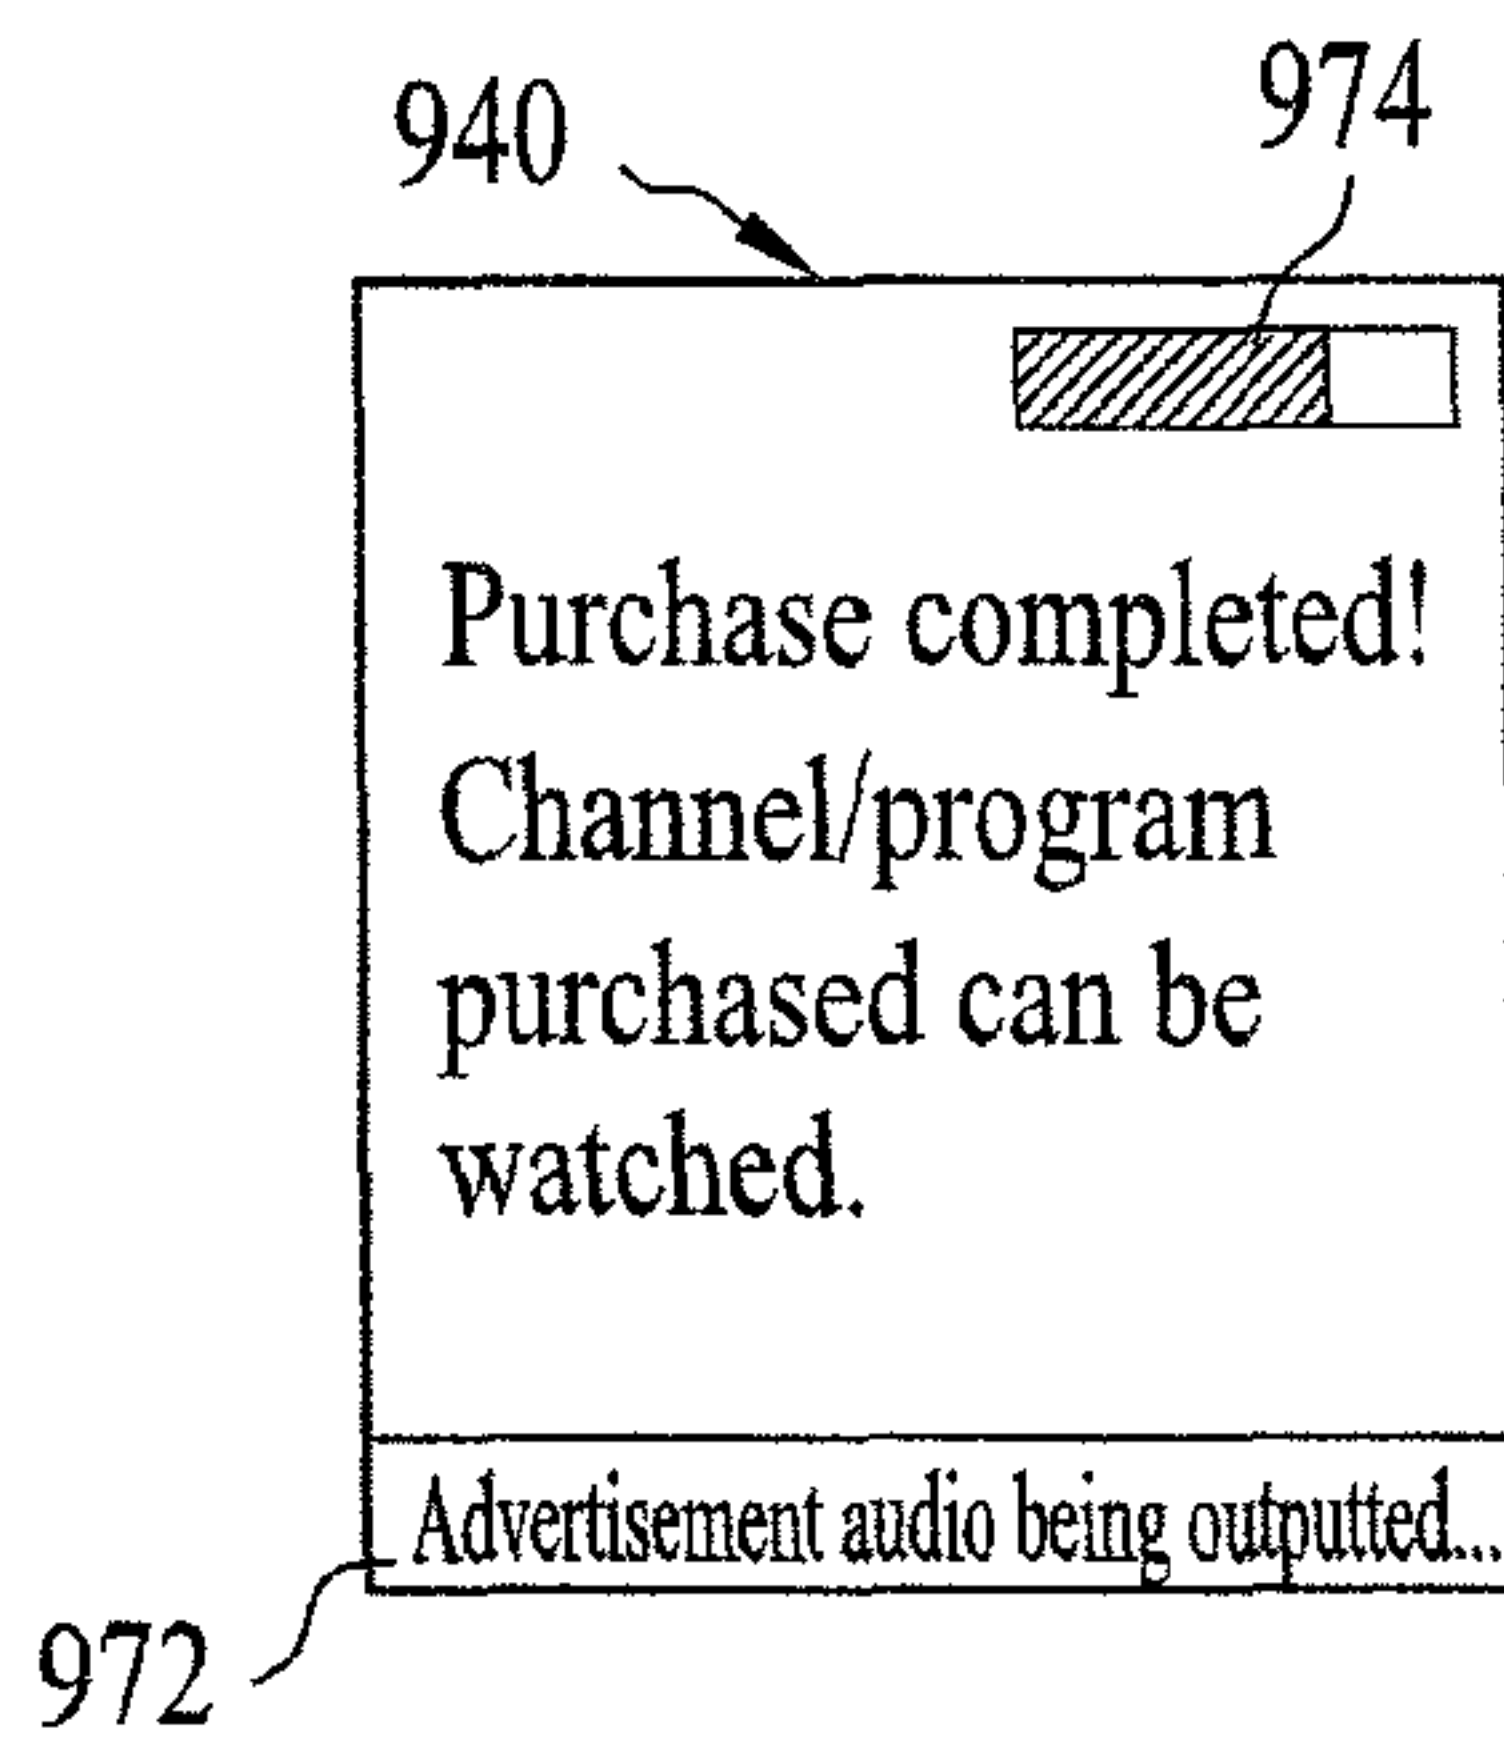 940
974
Purchase completed!
Channel/program
purchased can be
watched.
Advertisement audio being outputted...
972